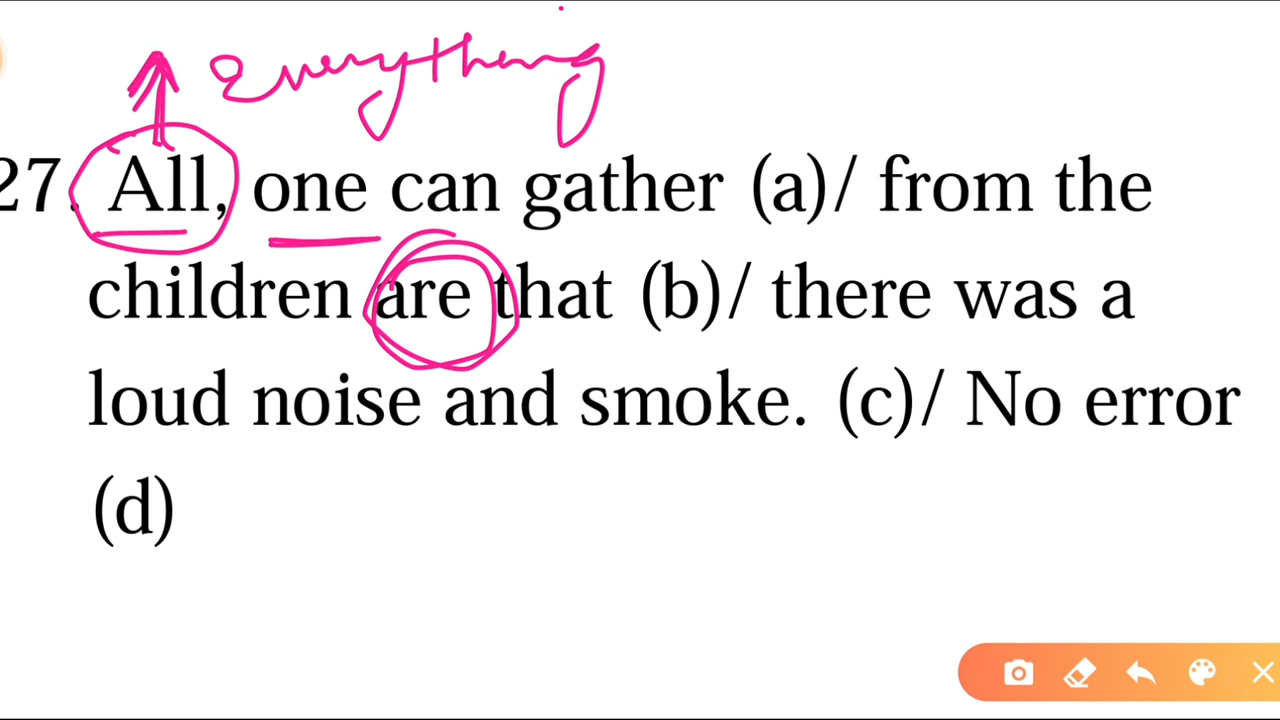 Everything
27. All, one can gather (a)/ from the
children are that (b)/ there was a
loud noise and smoke. (c)/ No error
(d)